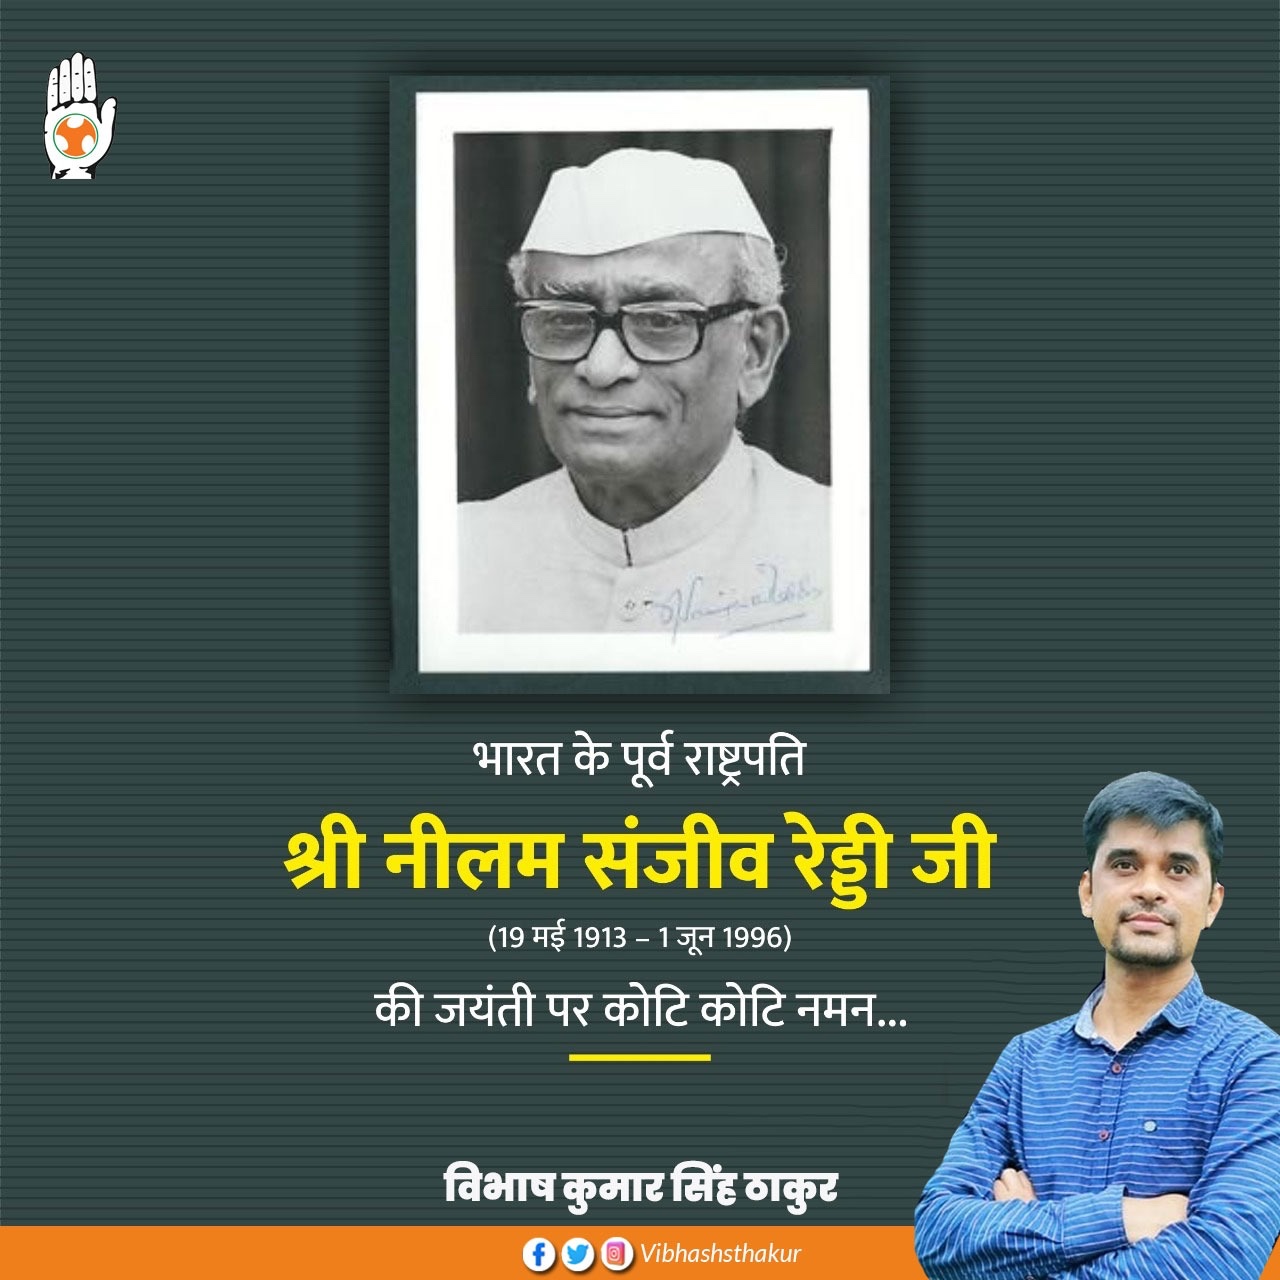 भारत के पूर्व राष्ट्रपति
श्री नीलम संजीव रेड्डी जी
(19 मई 1913 – 1 जून 1996)
की जयंती पर कोटि कोटि नमन...
विभाष कुमार सिंह ठाकुर
Vibhashsthakur